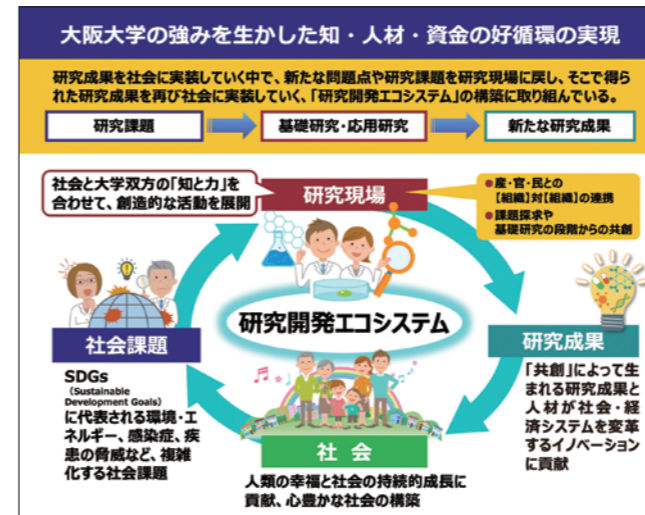 大阪大学の強みを生かした知・人材・資金の好循環の実現
研究成果を社会に実装していく中で、新たな問題点や研究課題を研究現場に戻し、そこで得ら
れた研究成果を再び社会に実装していく、「研究開発エコシステム」の構築に取り組んでいる。
研究課題
基礎研究・応用研究
新たな研究成果
社会と大学双方の「知と力」を
合わせて、創造的な活動を展開
研究現場
●産・官・民との
【組織】対【組織】の連携
●課題探求や
基礎研究の段階からの共創
研究開発エコシステム
社会課題
SDGs
(Sustainable
Development Goals)
に代表される環境・エ
ネルギー、感染症、疾
患の脅威など、複雑
化する社会課題
研究成果
「共創」によって生
まれる研究成果と
人材が社会・経
済システムを変革
するイノベーション
に貢献
社会
人類の幸福と社会の持続的成長に
貢献、心豊かな社会の構築